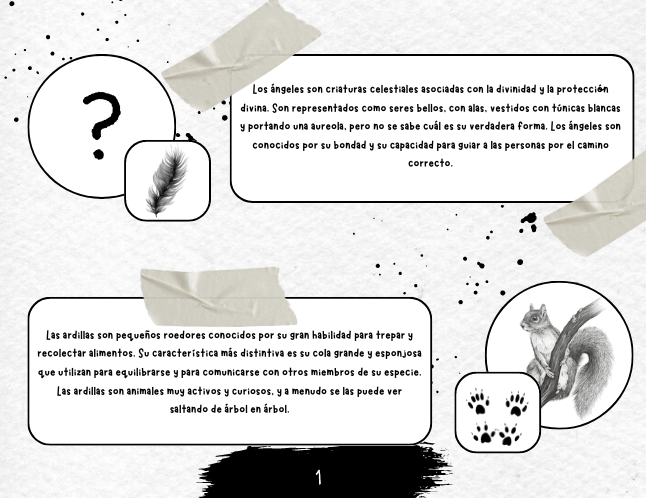 ?
Los ángeles son criaturas celestiales asociadas con la divinidad y la protección
divina. Son representados como seres bellos, con alas, vestidos con túnicas blancas
y portando una aureola, pero no se sabe cuál es su verdadera forma. Los ángeles son
conocidos por su bondad y su capacidad para guiar a las personas por el camino
correcto.
Las ardillas son pequeños roedores conocidos por su gran habilidad para trepar y
recolectar alimentos. Su característica más distintiva es su cola grande y esponjosa
que utilizan para equilibrarse y para comunicarse con otros miembros de su especie.
Las ardillas son animales muy activos y curiosos, y a menudo se las puede ver
saltando de árbol en árbol.
1